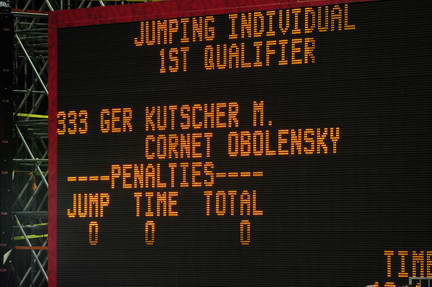 JUMPING INDIVIDUAL
1ST QUALIFIER
333 GER KUTSCHER M.
CORNET OBOLENSKY
----PENALTIES----
JUMP TIME TOTAL
0 0 0
TIME